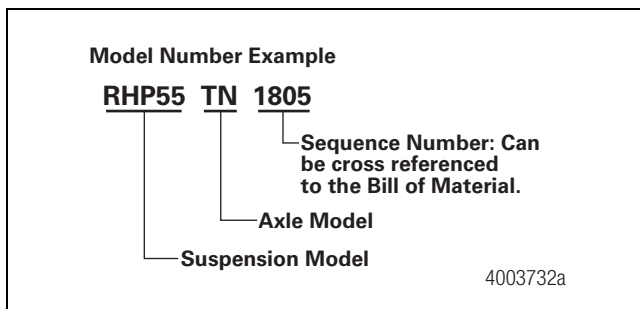 Model Number Example
RHP55 TN 1805
Sequence Number: Can
be cross referenced
to the Bill of Material.
Axle Model
Suspension Model
4003732a